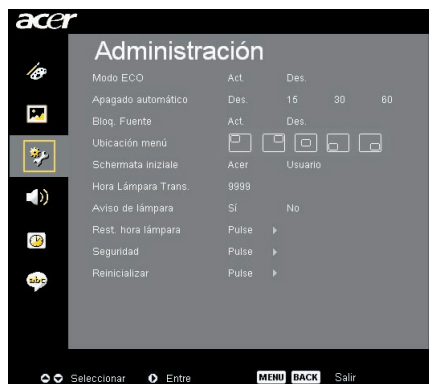 acer
Administración
Modo ECO Act. Des.
Apagado automático Des. 15 30 60
Bloq. Fuente Act. Des.
Ubicación menú
Schermata iniziale Acer Usuario
Hora Lámpara Trans. 9999
Aviso de lámpara Sí No
Rest. hora lámpara Pulse
Seguridad Pulse
Reinicializar Pulse
abc
Seleccionar Entre MENU BACK Salir